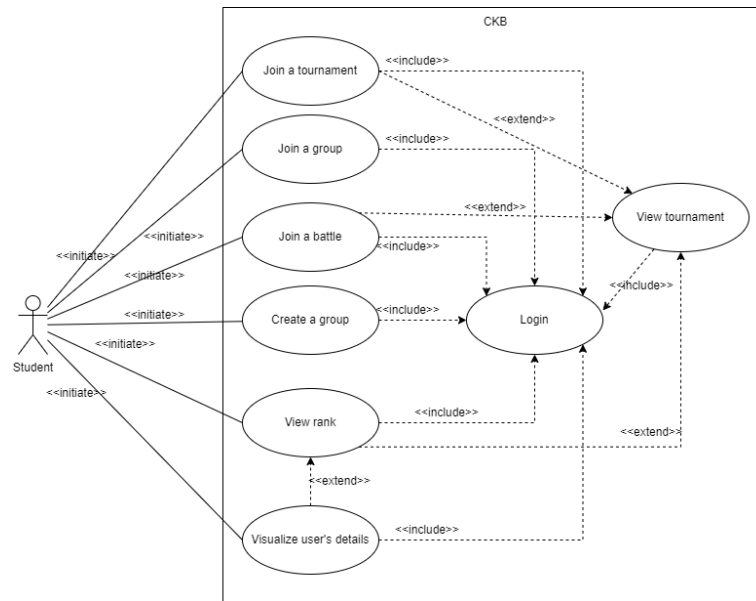 CKB
Join a tournament
<<include>>
<<extend>>
Join a group
<<include>>
<<extend>>
View tournament
<<initiate>>
<<initiate>>
Join a battle
<<include>>
<<initiate>>
<<include>>
<<initiate>>
Create a group
<<include>>
Login
<<initiate>>
Student
<<initiate>>
View rank
<<include>>
<<extend>>
<<extend>>
Visualize user's details
<<include>>